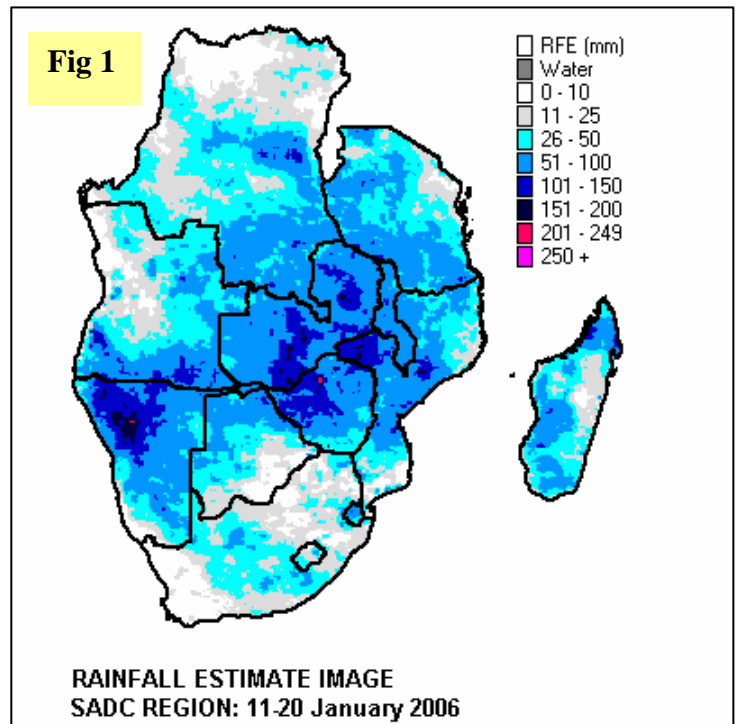 Fig 1
RFE (mm)
Water
0 - 10
11 - 25
26 - 50
51 - 100
101 - 150
151 - 200
201 - 249
250 +
RAINFALL ESTIMATE IMAGE
SADC REGION: 11-20 January 2006